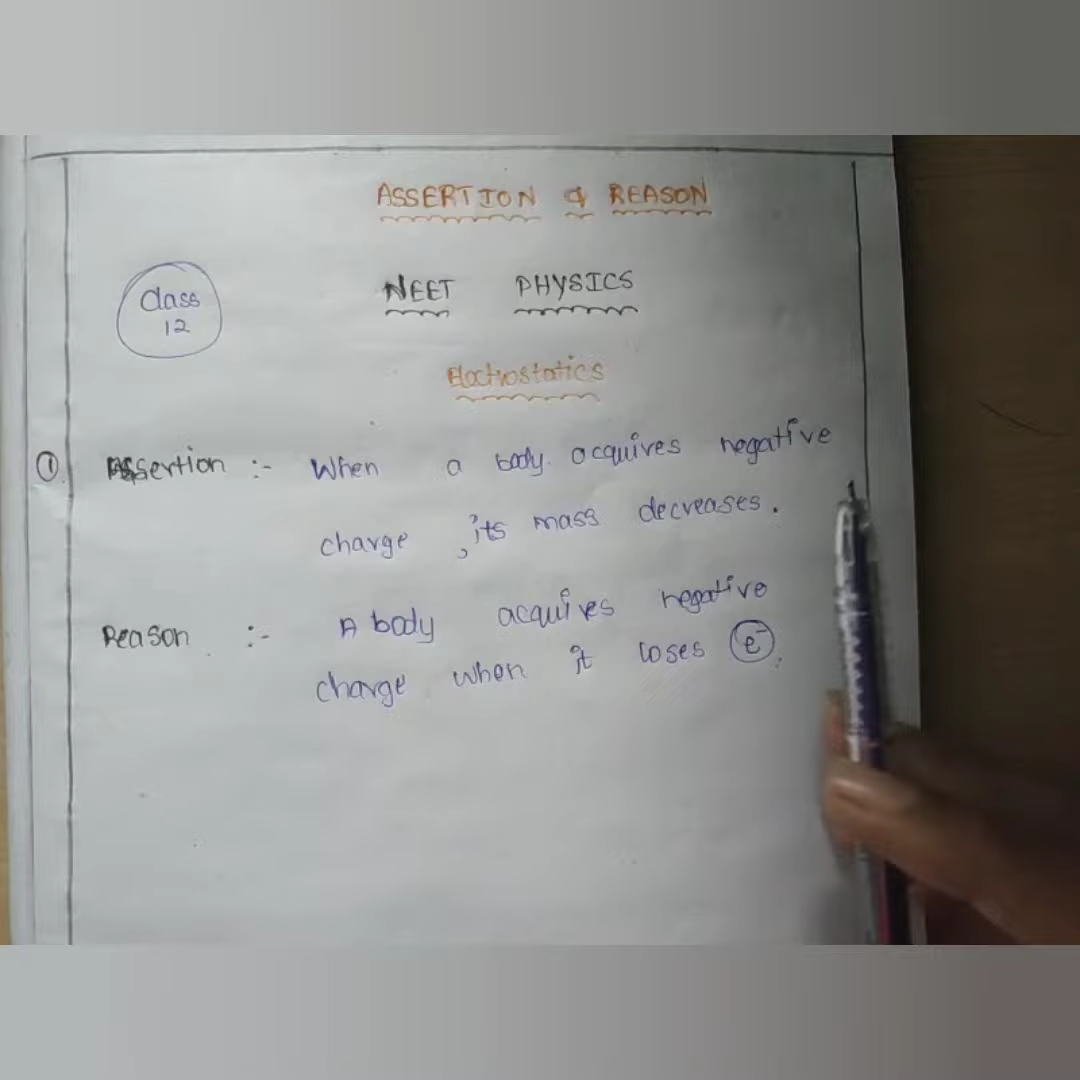 ASSERTION & REASON
Class
12
NEET PHYSICS
Electrostatics
① Assertion :- When a body acquires negative
charge, its mass decreases.
Reason :- A body acquires negative
charge when it loses e⁻.